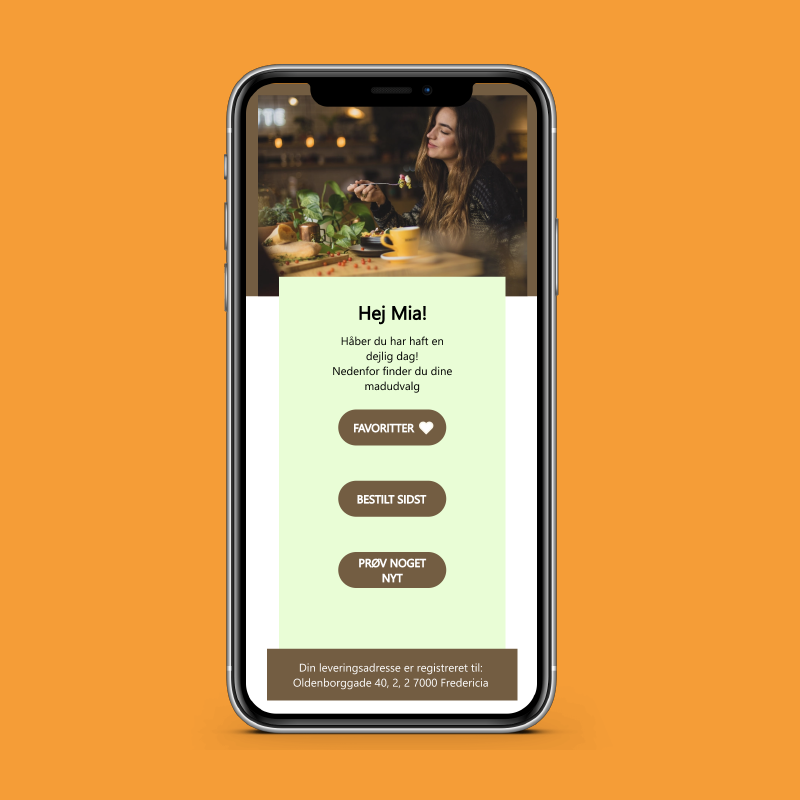 Hej Mia!
Håber du har haft en
dejlig dag!
Nedenfor finder du dine
madudvalg
FAVORITTER
BESTILT SIDST
PRØV NOGET
NYT
Din leveringsadresse er registreret til:
Oldenborggade 40, 2, 2 7000 Fredericia